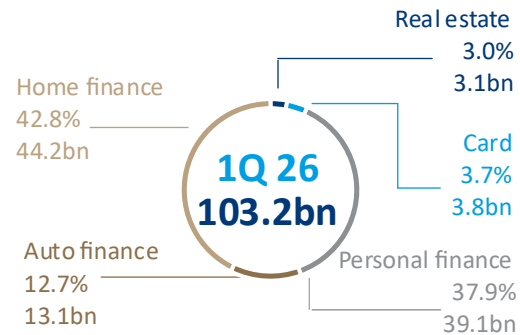 Real estate
3.0%
3.1bn
Home finance
42.8%
44.2bn
Card
3.7%
3.8bn
1Q 26
103.2bn
Auto finance
12.7%
13.1bn
Personal finance
37.9%
39.1bn